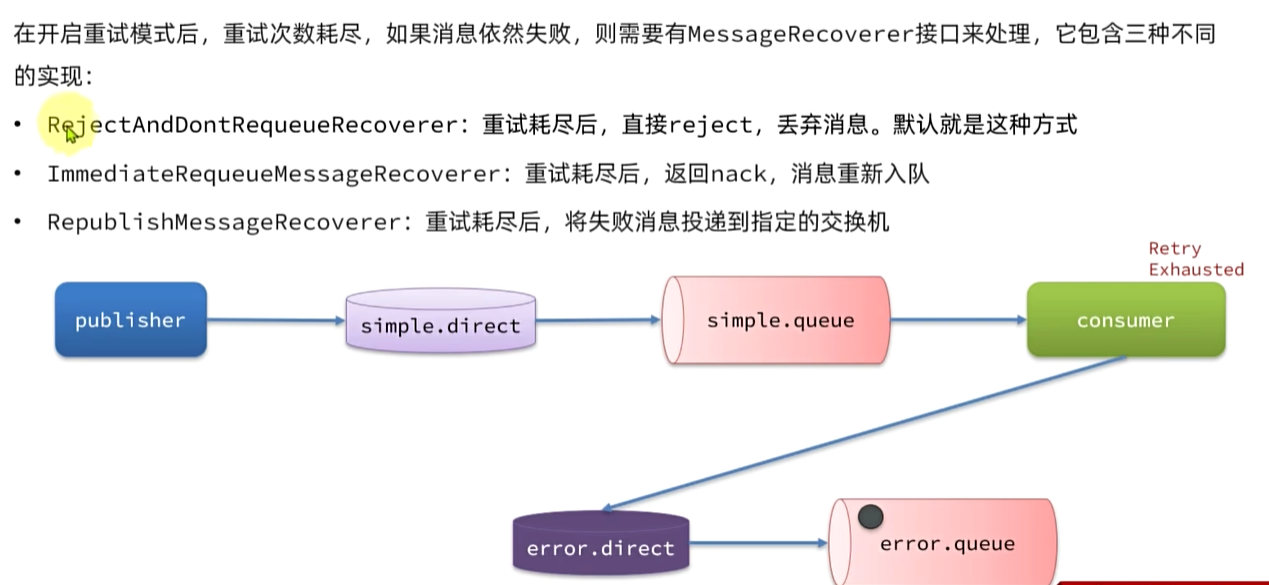 在开启重试模式后，重试次数耗尽，如果消息依然失败，则需要有MessageRecoverer接口来处理，它包含三种不同
的实现：
• RejectAndDontRequeueRecoverer：重试耗尽后，直接reject，丢弃消息。默认就是这种方式
• ImmediateRequeueMessageRecoverer：重试耗尽后，返回nack，消息重新入队
• RepublishMessageRecoverer：重试耗尽后，将失败消息投递到指定的交换机
Retry
Exhausted
publisher
simple.direct
simple.queue
consumer
error.direct
error.queue